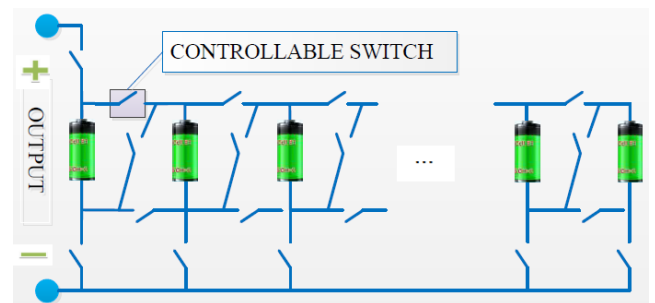 CONTROLLABLE SWITCH
+
OUTPUT
...
−